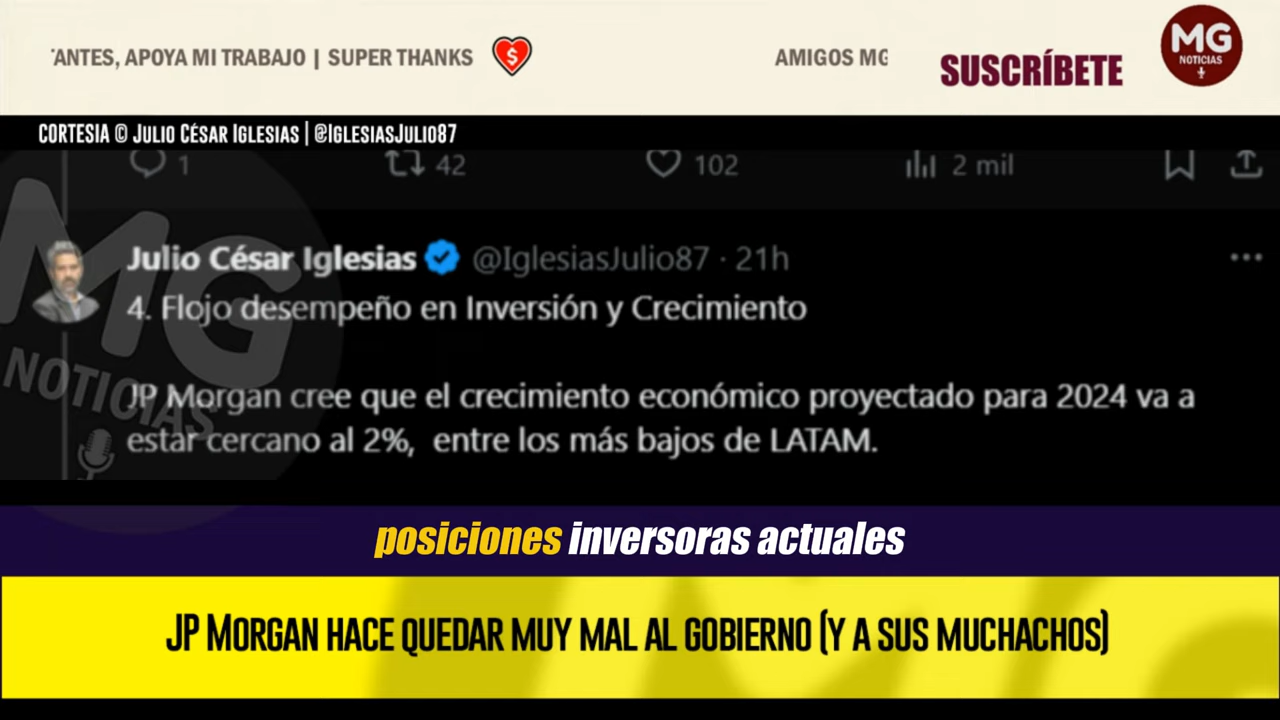 'ANTES, APOYA MI TRABAJO | SUPER THANKS
AMIGOS MG
SUSCRÍBETE
MG
NOTICIAS
CORTESIA © JULIO CÉSAR IGLESIAS | @IGLESIASJULIO87
1 42 102 2 mil
Julio César Iglesias @IglesiasJulio87 · 21h
4. Flojo desempeño en Inversión y Crecimiento
JP Morgan cree que el crecimiento económico proyectado para 2024 va a
estar cercano al 2%, entre los más bajos de LATAM.
MG
NOTICIAS
posiciones inversoras actuales
JP MORGAN HACE QUEDAR MUY MAL AL GOBIERNO (Y A SUS MUCHACHOS)